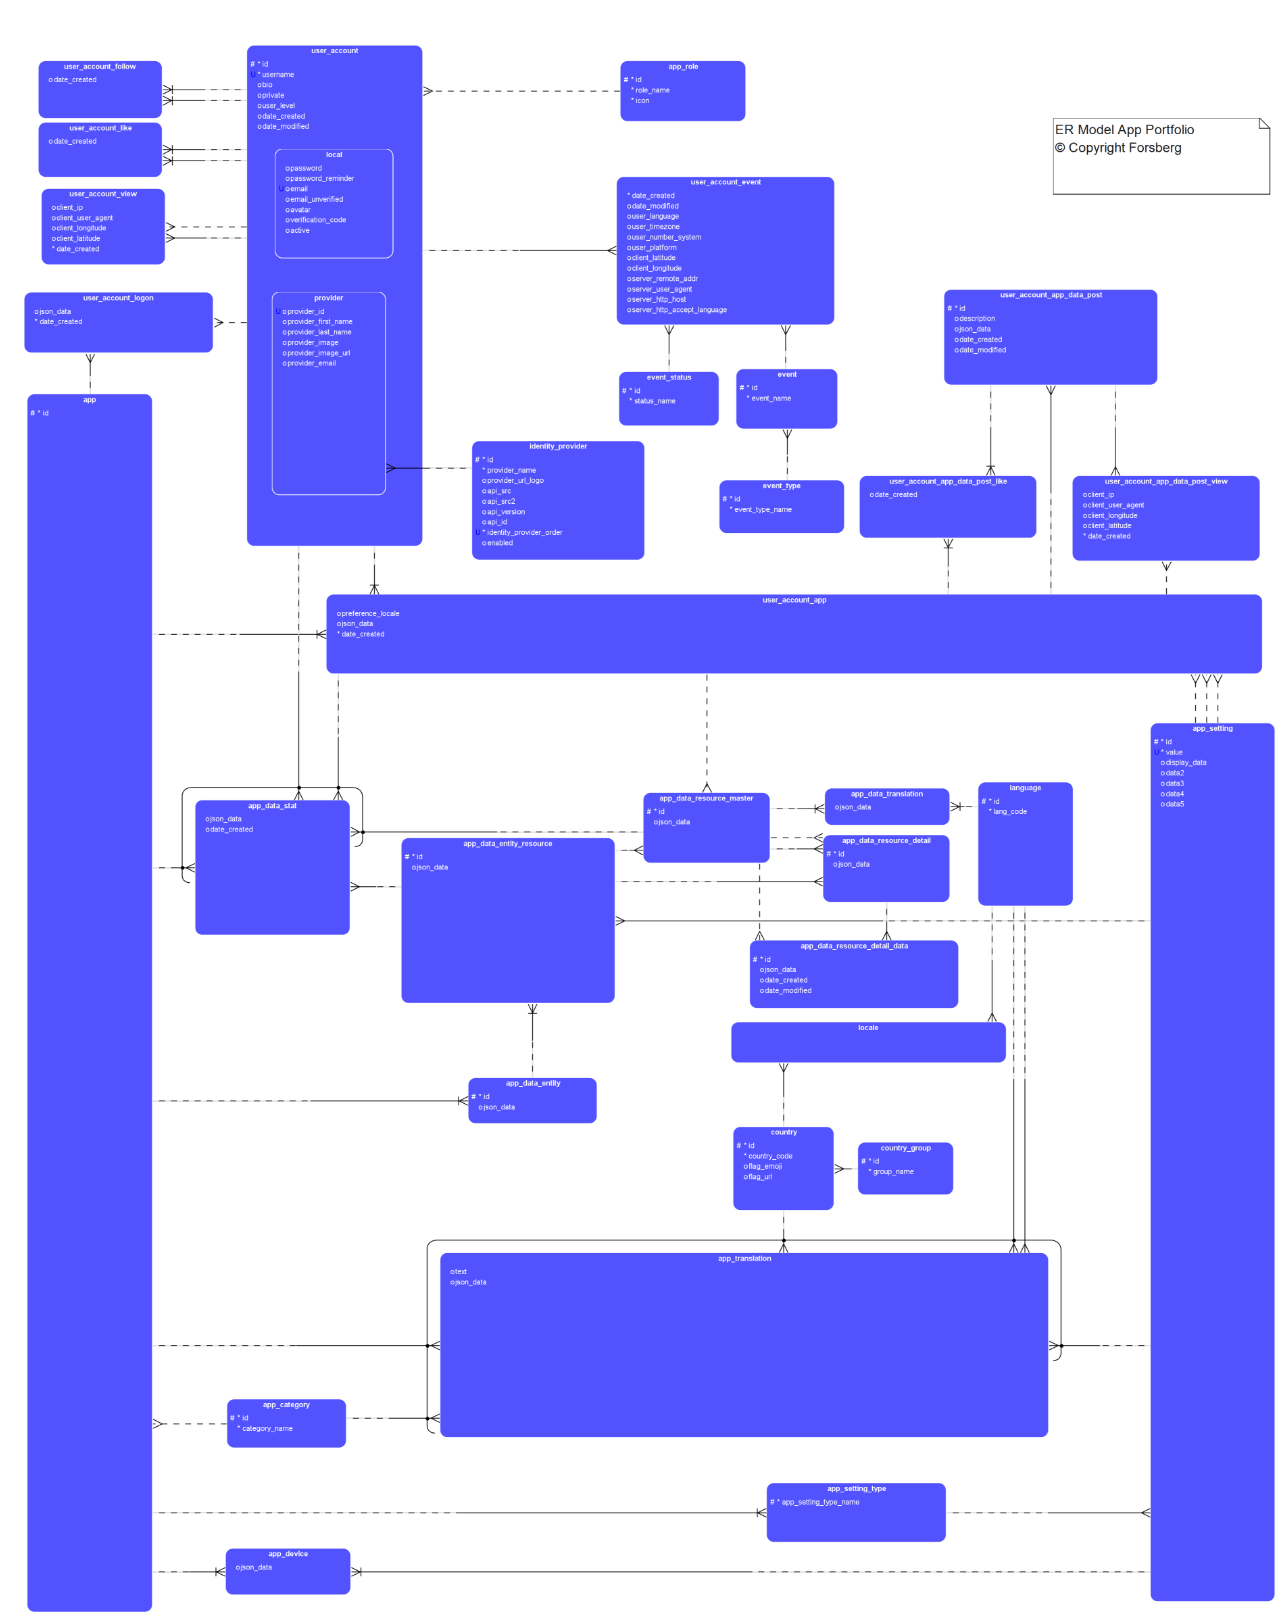 user_account
# * id
U * username
o bio
o private
o user_level
o date_created
o date_modified
local
o password
o password_reminder
U o email
o email_unverified
o avatar
o verification_code
o active
provider
U o provider_id
o provider_first_name
o provider_last_name
o provider_image
o provider_image_url
o provider_email
user_account_follow
o date_created
user_account_like
o date_created
user_account_view
o client_ip
o client_user_agent
o client_longitude
o client_latitude
* date_created
user_account_logon
o json_data
* date_created
app
# * id
app_role
# * id
* role_name
* icon
ER Model App Portfolio
© Copyright Forsberg
user_account_event
* date_created
o date_modified
o user_language
o user_timezone
o user_number_system
o user_platform
o client_latitude
o client_longitude
o server_remote_addr
o server_user_agent
o server_http_host
o server_http_accept_language
event_status
# * id
* status_name
event
# * id
* event_name
event_type
# * id
* event_type_name
identity_provider
# * id
* provider_name
o provider_url_logo
o api_src
o api_src2
o api_version
o api_id
U * identity_provider_order
o enabled
user_account_app_data_post
# * id
o description
o json_data
o date_created
o date_modified
user_account_app_data_post_like
o date_created
user_account_app_data_post_view
o client_ip
o client_user_agent
o client_longitude
o client_latitude
* date_created
user_account_app
o preference_locale
o json_data
* date_created
app_setting
# * id
U * value
o display_data
o data2
o data3
o data4
o data5
app_data_stat
o json_data
o date_created
app_data_entity_resource
# * id
o json_data
app_data_resource_master
# * id
o json_data
app_data_translation
o json_data
app_data_resource_detail
# * id
o json_data
language
# * id
* lang_code
app_data_resource_detail_data
# * id
o json_data
o date_created
o date_modified
locale
app_data_entity
# * id
o json_data
country
# * id
* country_code
o flag_emoji
o flag_url
country_group
# * id
* group_name
app_translation
o text
o json_data
app_category
# * id
* category_name
app_setting_type
# * app_setting_type_name
app_device
o json_data